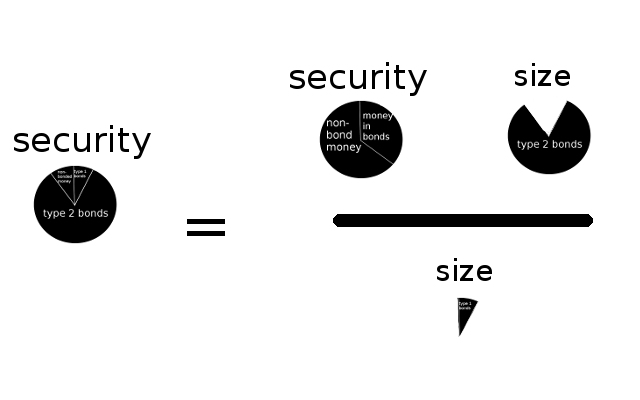 security
non-
bonded
money
type 1
bonds
type 2 bonds
=
security
non-
bond
money
money
in
bonds
size
type 2 bonds
size
type 1
bonds